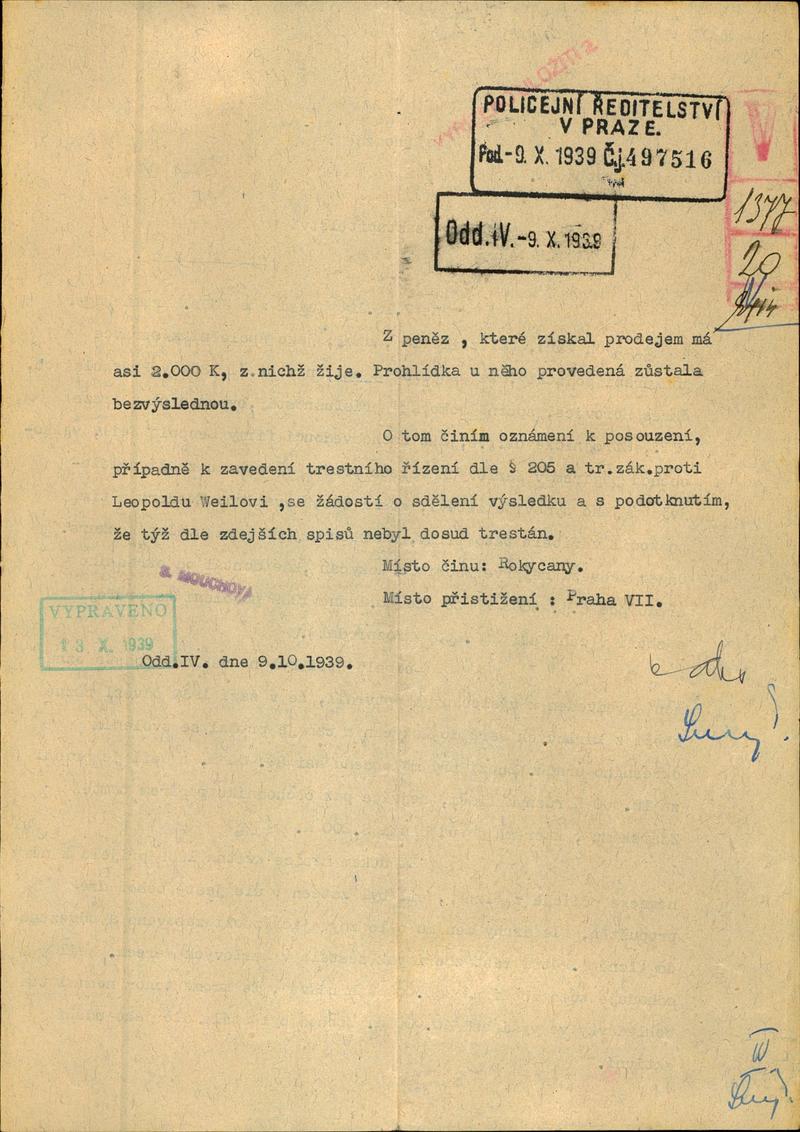 POLICEJNÍ ŘEDITELSTVÍ
V PRAZE.
Pod.-9. X. 1939 Č.j.497516
Odd.IV.-9. X. 1939
1377
20
Z peněz , které získal prodejem má
asi 2.000 K, z nichž žije. Prohlídka u něho provedená zůstala
bezvýslednou.
O tom činím oznámení k posouzení,
případně k zavedení trestního řízení dle § 205 a tr.zák.proti
Leopoldu Weilovi ,se žádostí o sdělení výsledku a s podotknutím,
že týž dle zdejších spisů nebyl dosud trestán.
Místo činu: Rokycany.
Místo přistižení : Praha VII.
VYPRAVENO
13 X. 1939
Odd.IV. dne 9.10.1939.
IV